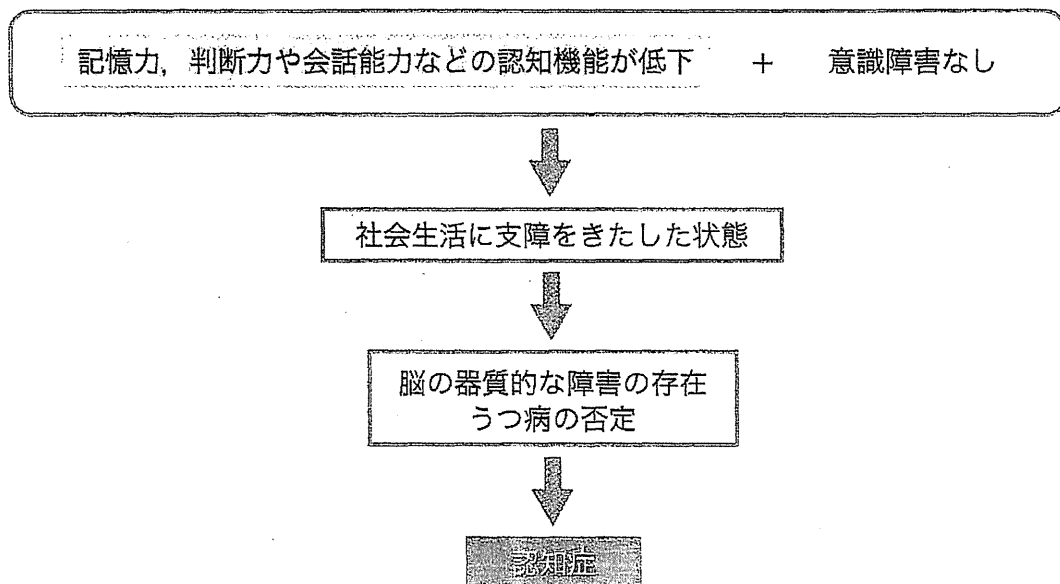 記憶力，判断力や会話能力などの認知機能が低下 ＋ 意識障害なし
社会生活に支障をきたした状態
脳の器質的な障害の存在
うつ病の否定
認知症